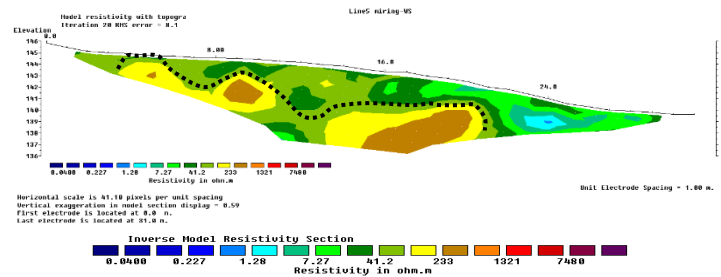 Line5 miring-WS
Model resistivity with topogra
Iteration 20 RMS error = 8.1
Elevation
146
145
144
143
142
141
140
139
138
137
136
0.0
8.00
16.0
24.0
0.0400 0.227 1.28 7.27 41.2 233 1321 7480
Resistivity in ohm.m
Unit Electrode Spacing = 1.00 m.
Horizontal scale is 41.10 pixels per unit spacing
Vertical exaggeration in model section display = 0.59
First electrode is located at 0.0 m.
Last electrode is located at 31.0 m.
Inverse Model Resistivity Section
0.0400 0.227 1.28 7.27 41.2 233 1321 7480
Resistivity in ohm.m